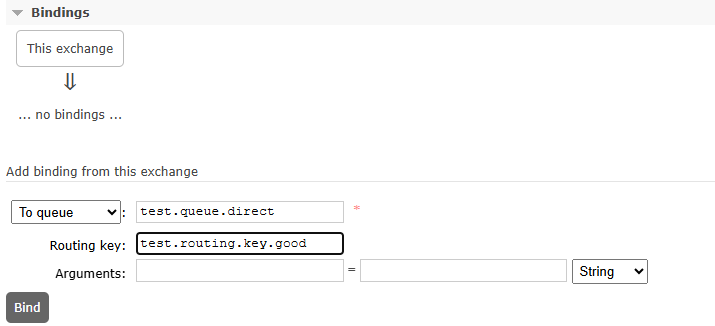 Bindings
This exchange
⇓
... no bindings ...
Add binding from this exchange
To queue : test.queue.direct *
Routing key: test.routing.key.good
Arguments: = String
Bind